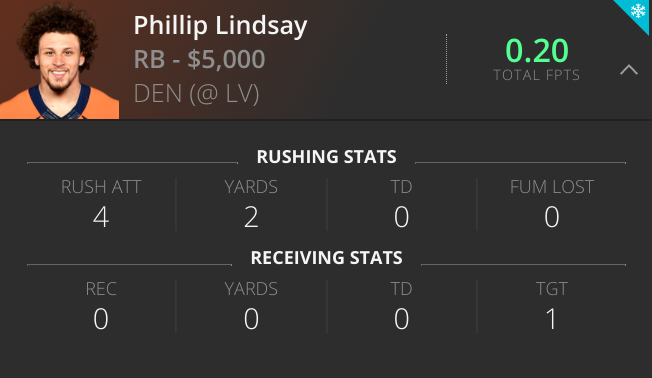 Phillip Lindsay
RB - $5,000
DEN (@ LV)
0.20
TOTAL FPTS
RUSHING STATS
RUSH ATT YARDS TD FUM LOST
4 2 0 0
RECEIVING STATS
REC YARDS TD TGT
0 0 0 1